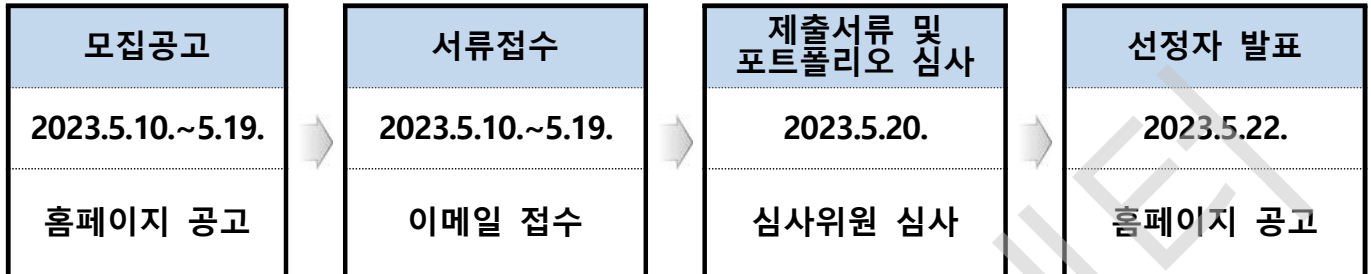 모집공고
2023.5.10.~5.19.
홈페이지 공고
서류접수
2023.5.10.~5.19.
이메일 접수
제출서류 및
포트폴리오 심사
2023.5.20.
심사위원 심사
선정자 발표
2023.5.22.
홈페이지 공고